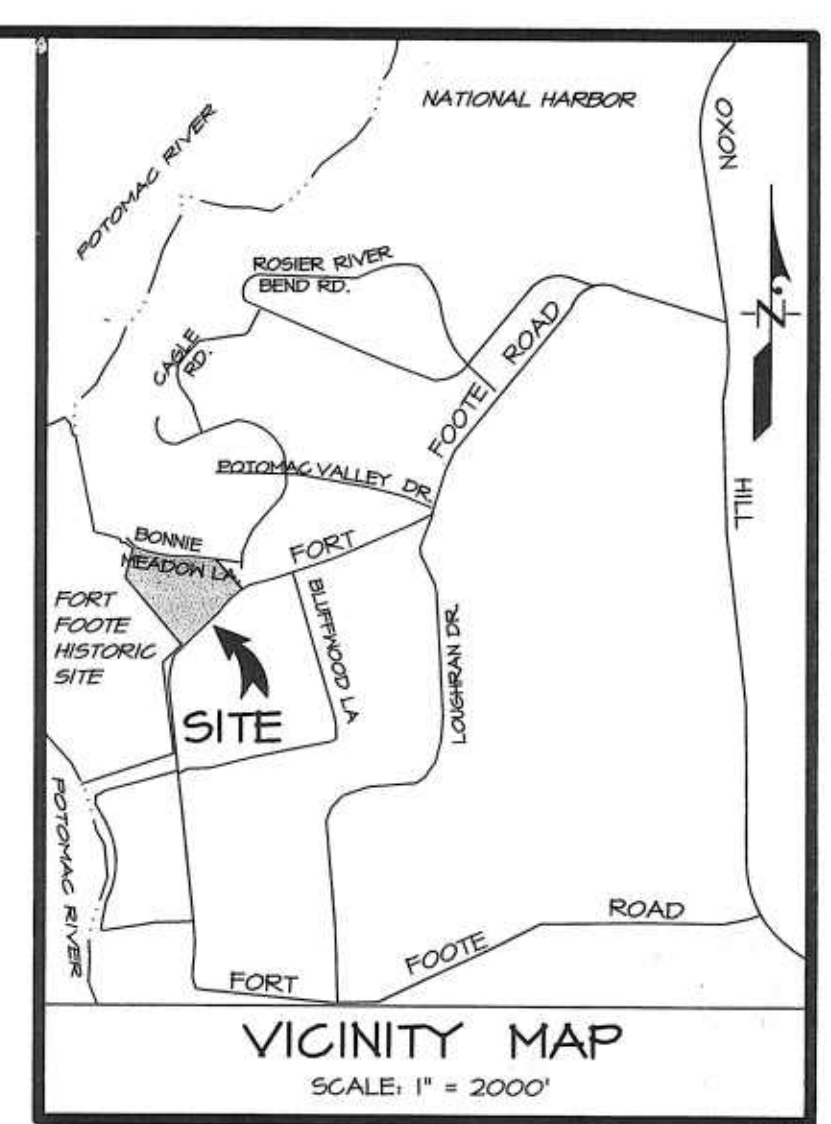 NATIONAL HARBOR
OXON
POTOMAC RIVER
ROSIER RIVER
BEND RD.
N
CAGLE
RD.
FOOTE ROAD
POTOMAC VALLEY DR.
HILL
BONNIE
MEADOW LA.
FORT
FORT
FOOTE
HISTORIC
SITE
BLUFFWOOD LA
LOUGHRAN DR.
SITE
POTOMAC RIVER
FORT FOOTE ROAD
VICINITY MAP
SCALE: 1" = 2000'